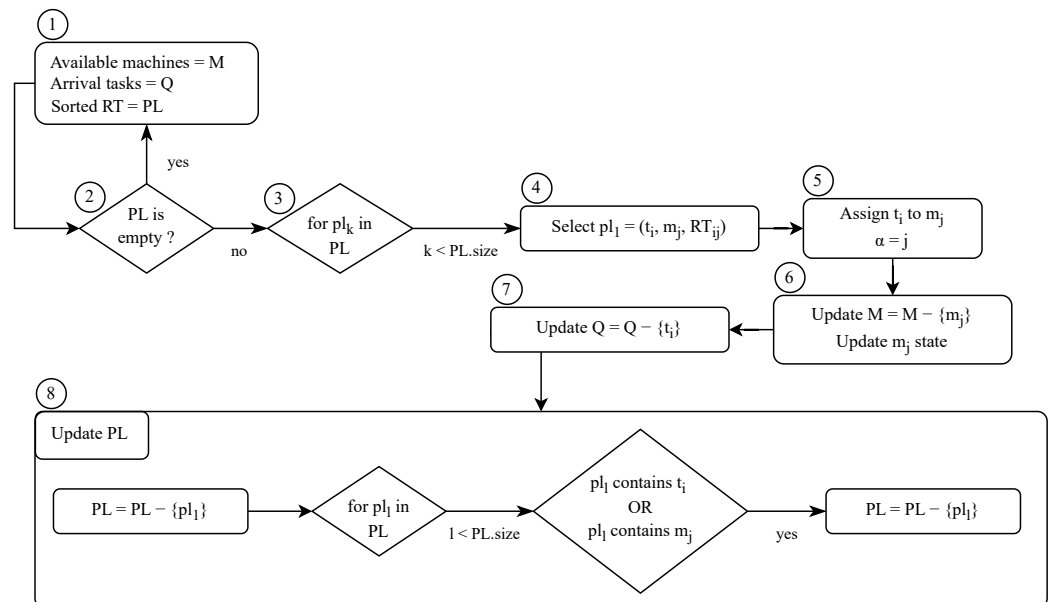 1
Available machines = M
Arrival tasks = Q
Sorted RT = PL
yes
2
PL is
empty ?
no
3
for pl_k in
PL
k < PL.size
4
Select pl_1 = (t_i, m_j, RT_ij)
5
Assign t_i to m_j
α = j
6
Update M = M − {m_j}
Update m_j state
7
Update Q = Q − {t_i}
8
Update PL
PL = PL − {pl_1}
for pl_l in
PL
l < PL.size
pl_l contains t_i
OR
pl_l contains m_j
yes
PL = PL − {pl_l}